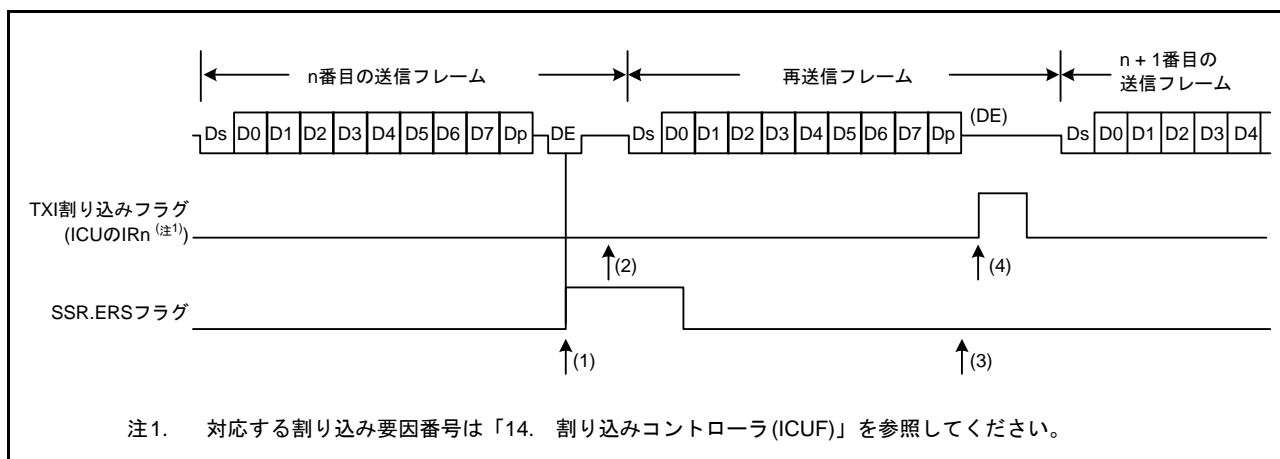 n番目の送信フレーム
再送信フレーム
n + 1番目の
送信フレーム
Ds D0 D1 D2 D3 D4 D5 D6 D7 Dp DE Ds D0 D1 D2 D3 D4 D5 D6 D7 Dp (DE) Ds D0 D1 D2 D3 D4
TXI割り込みフラグ
(ICUのIRn (注1))
(2)
(4)
SSR.ERSフラグ
(1)
(3)
注1. 対応する割り込み要因番号は「14. 割り込みコントローラ(ICUF)」を参照してください。